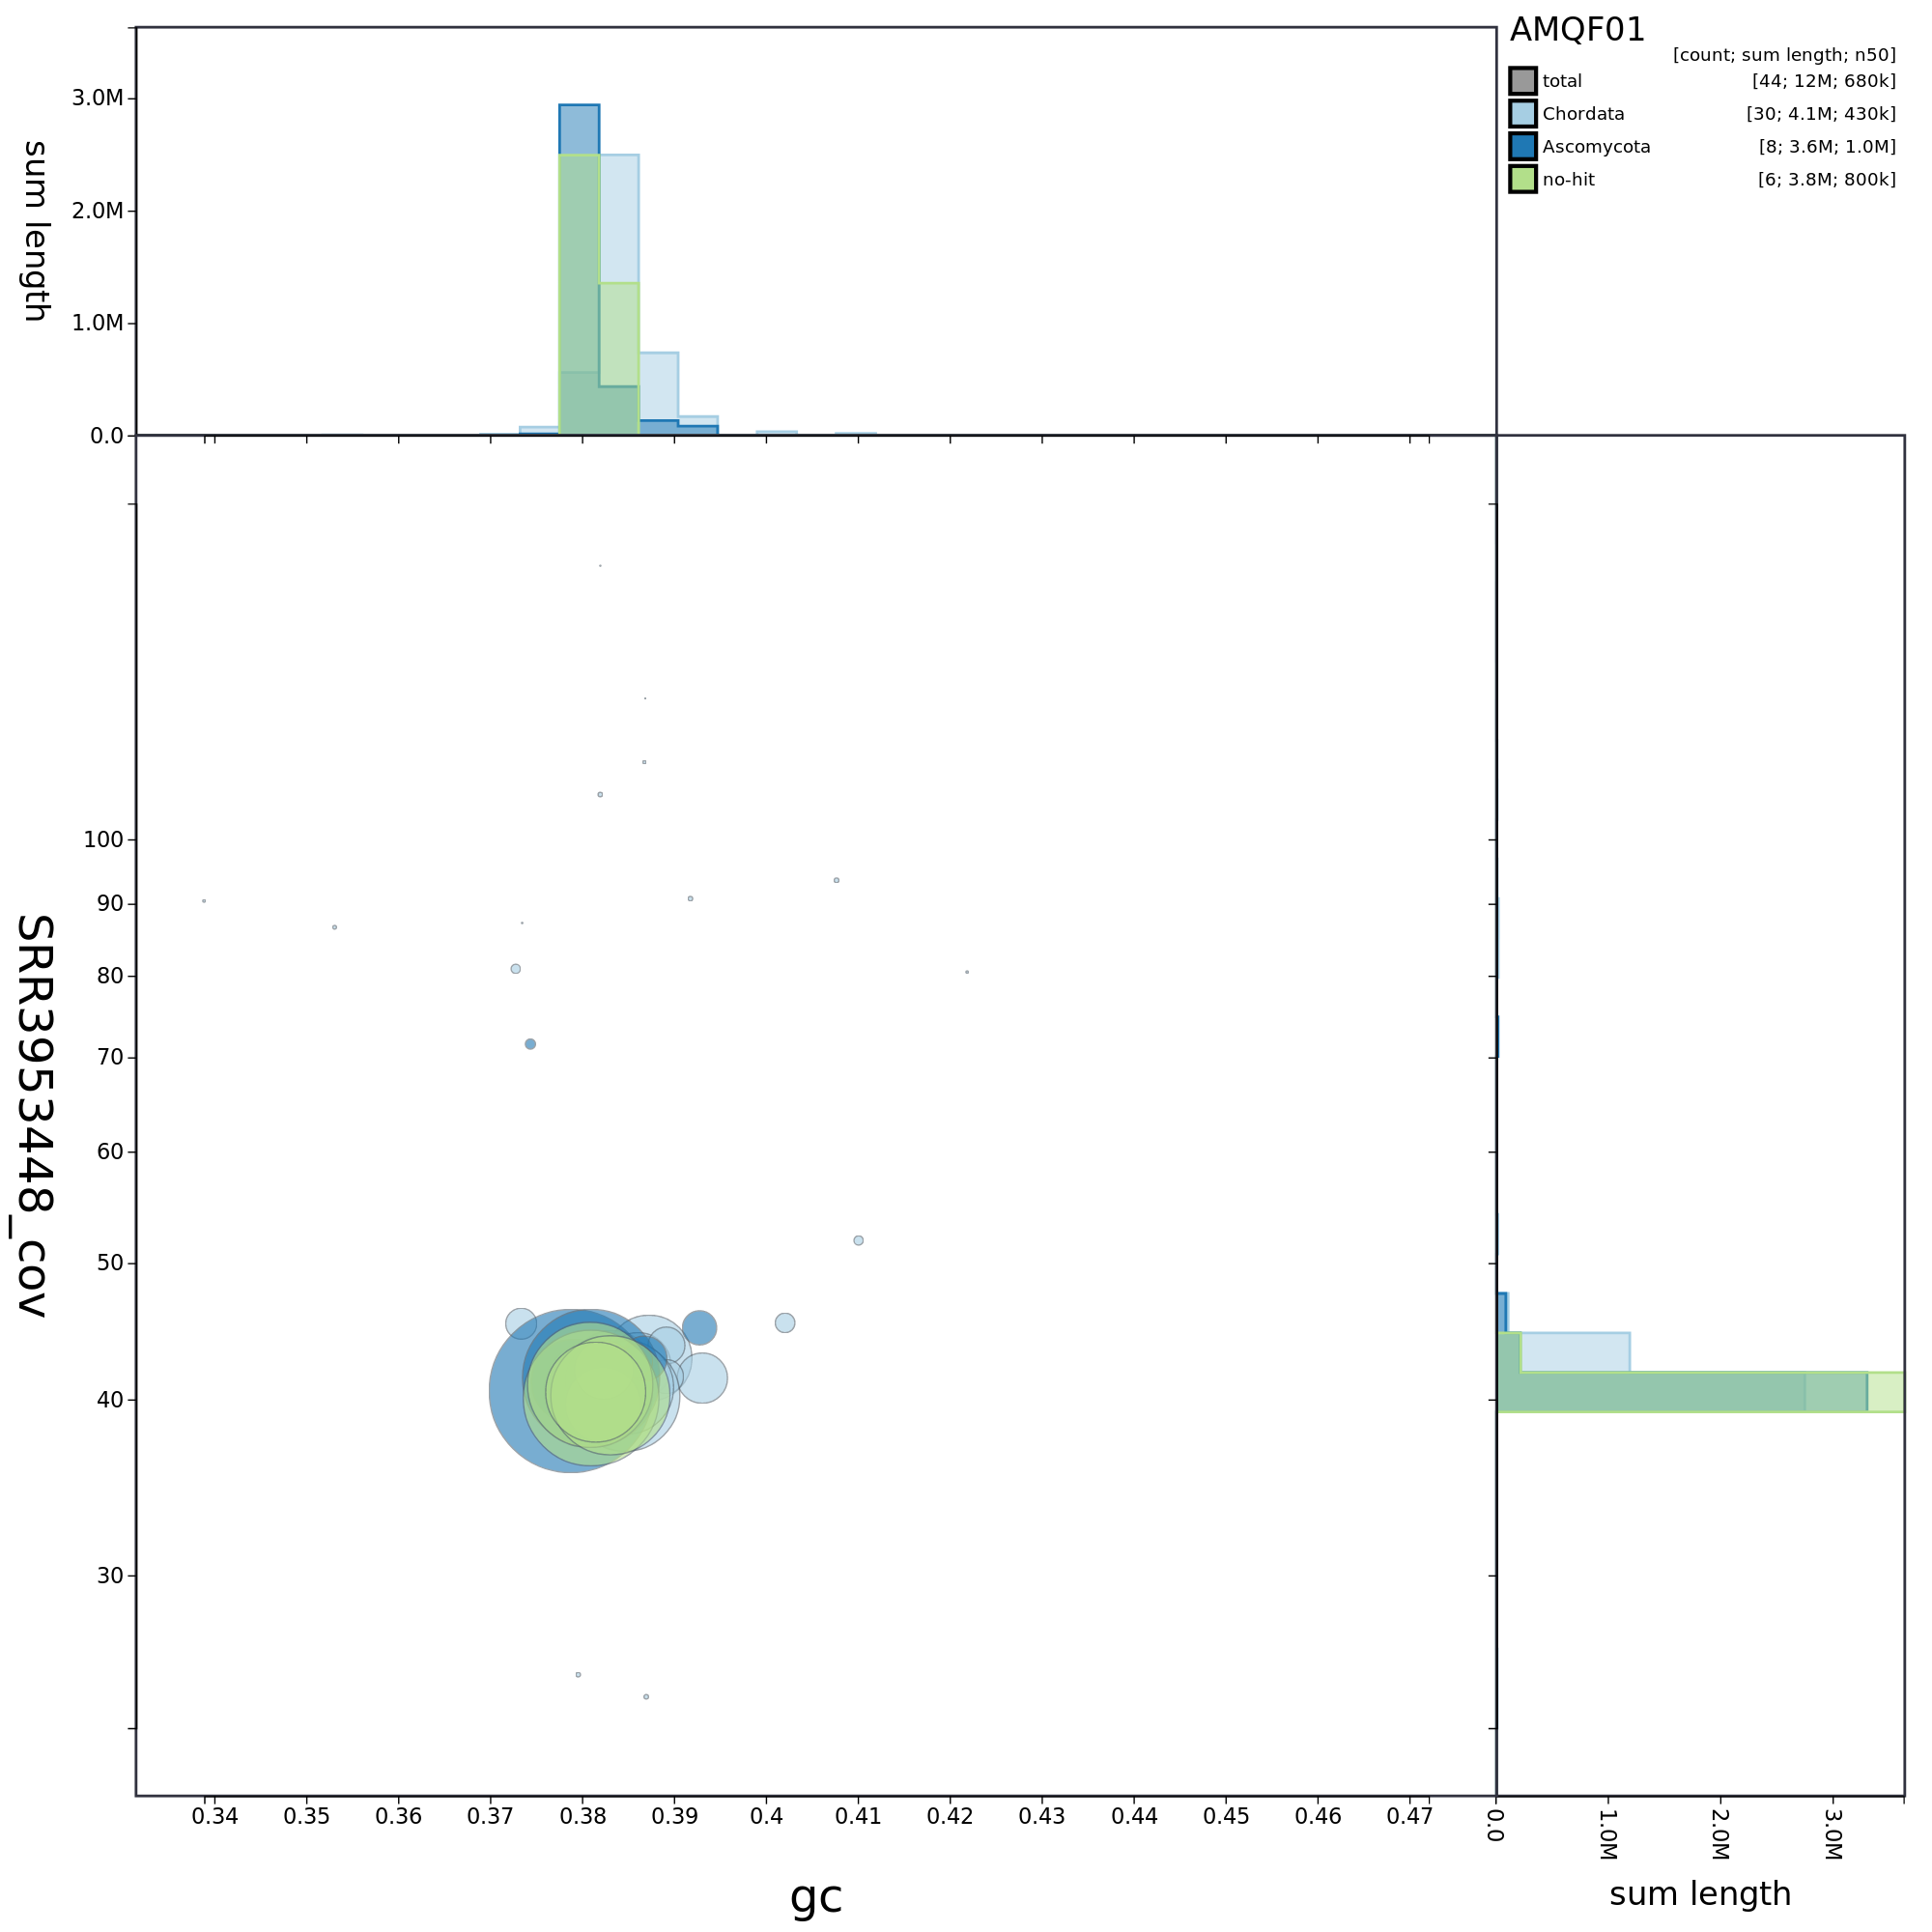 AMQF01
[count; sum length; n50]
total [44; 12M; 680k]
Chordata [30; 4.1M; 430k]
Ascomycota [8; 3.6M; 1.0M]
no-hit [6; 3.8M; 800k]
sum length
3.0M
2.0M
1.0M
0.0
SRR3953448_cov
100
90
80
70
60
50
40
30
0.34 0.35 0.36 0.37 0.38 0.39 0.4 0.41 0.42 0.43 0.44 0.45 0.46 0.47
gc
0.0 1.0M 2.0M 3.0M
sum length